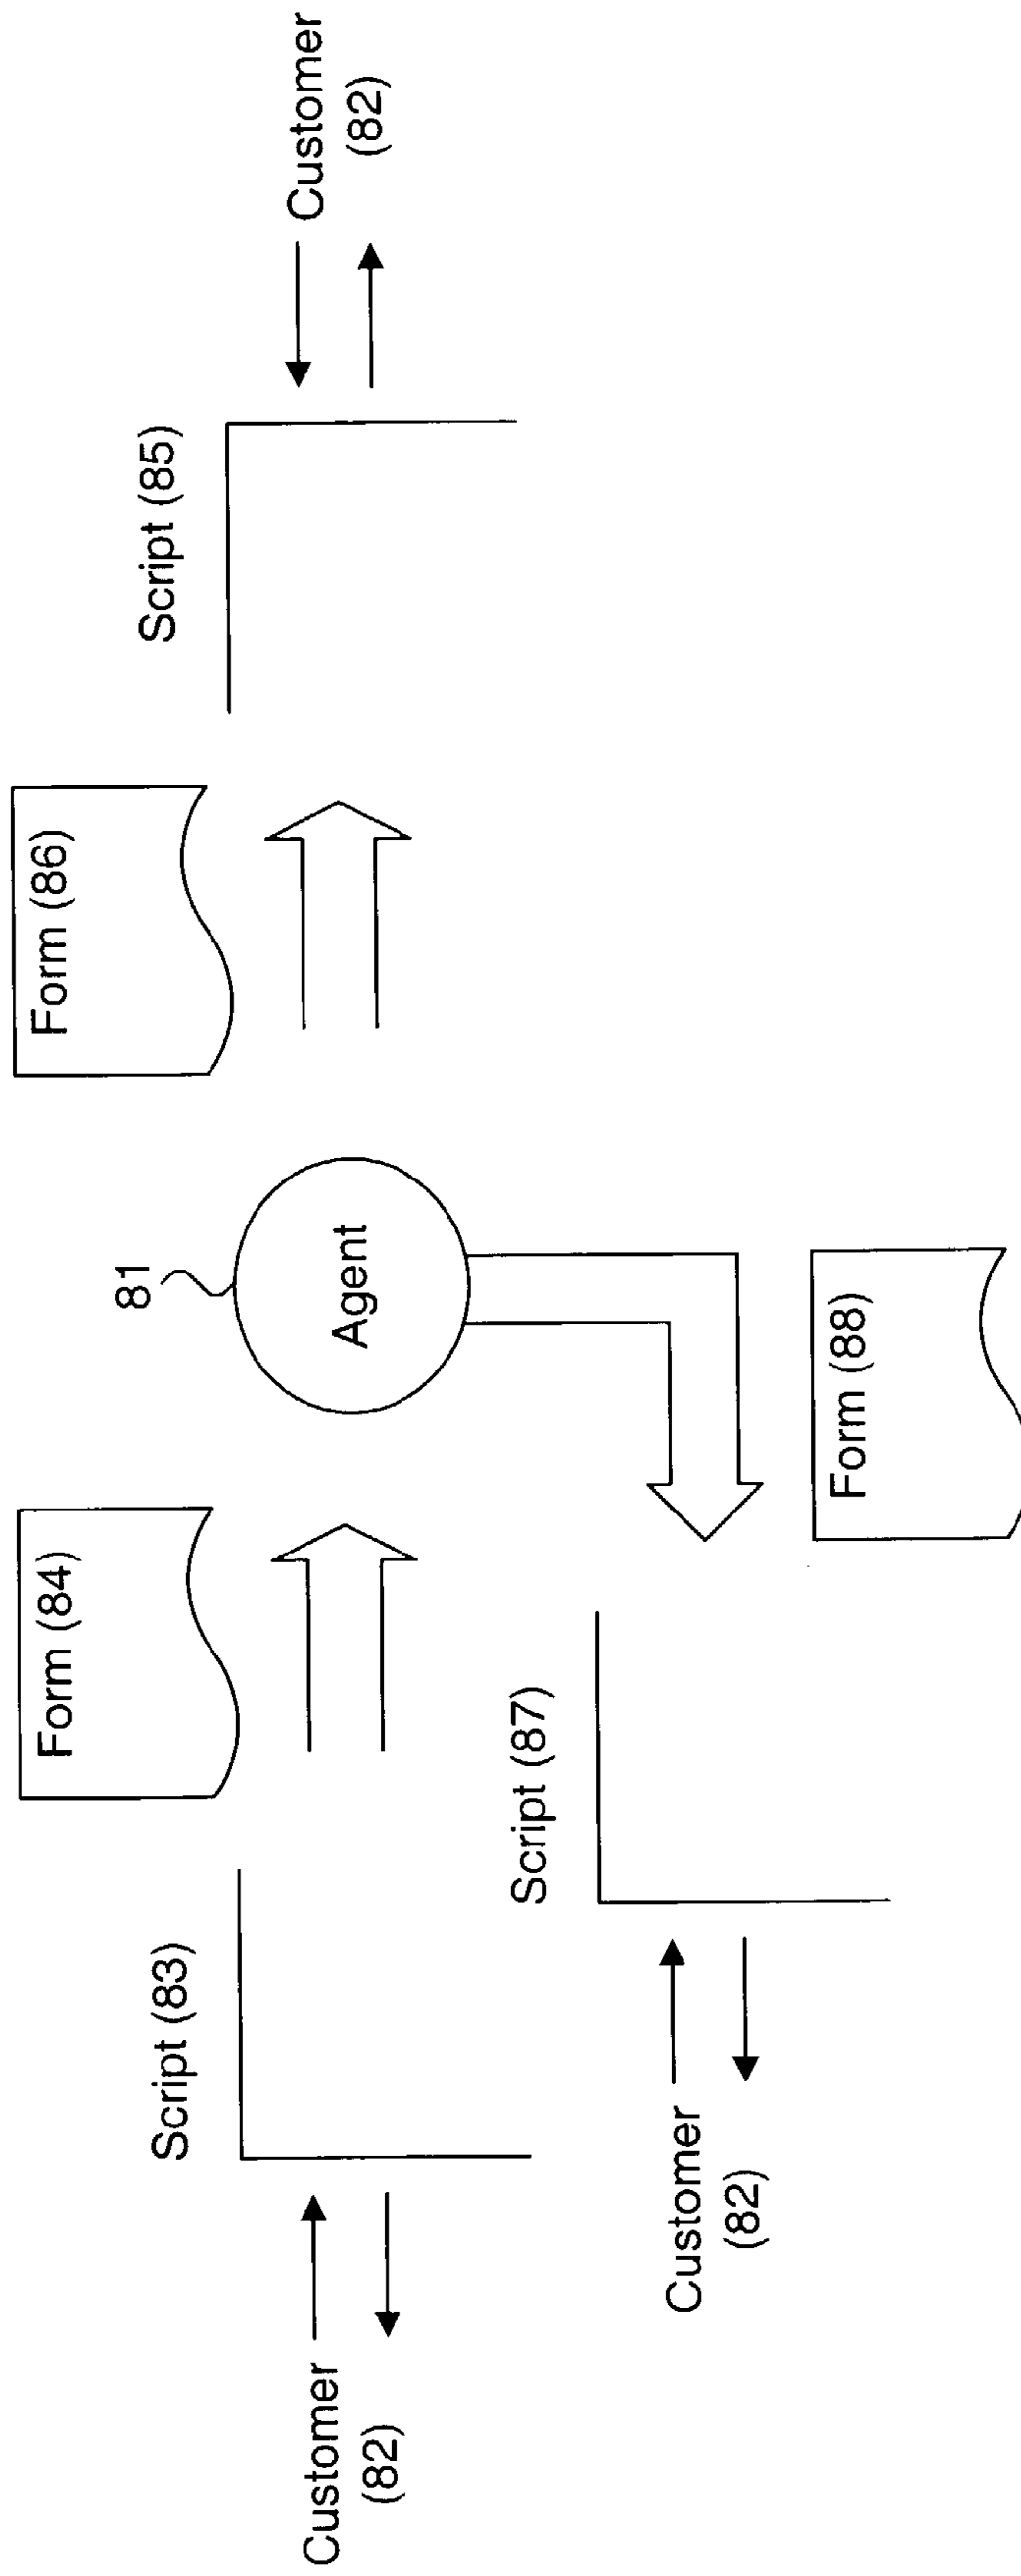 Form (84)
Form (86)
81
Script (83)
Script (85)
Customer
(82)
Agent
Customer
(82)
Script (87)
Customer
(82)
Form (88)